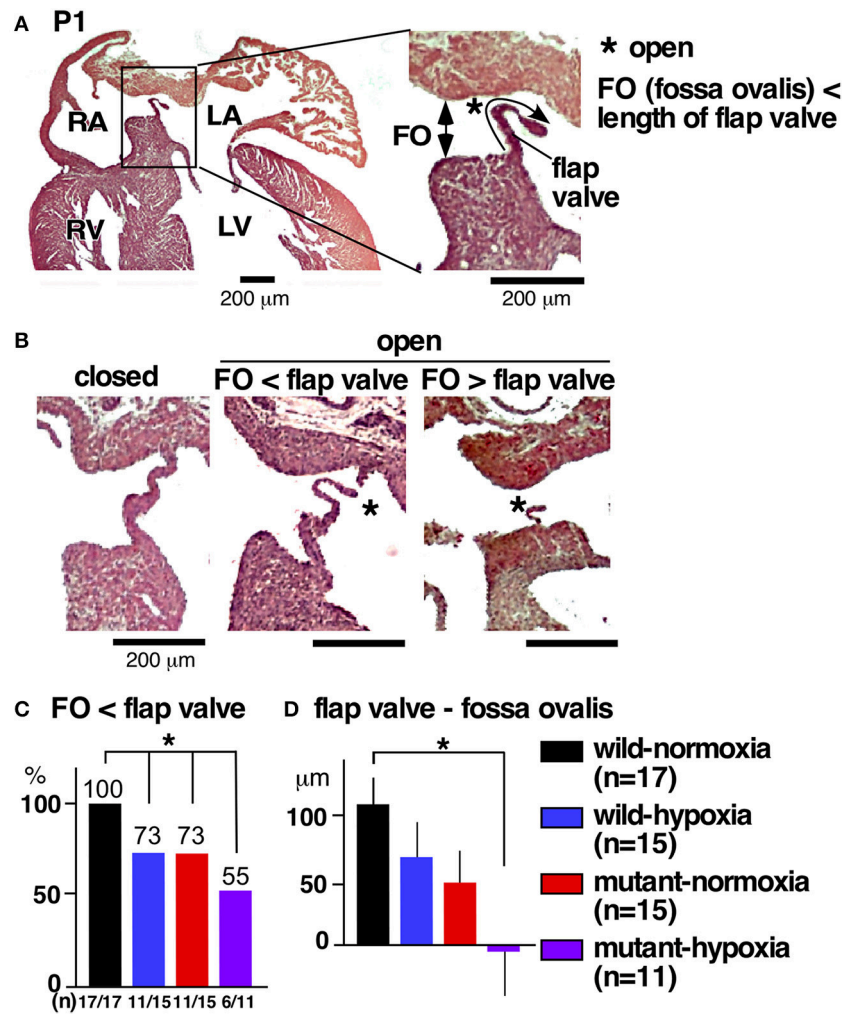 A P1
RA
LA
RV
LV
200 μm
FO
*
flap
valve
200 μm
* open
FO (fossa ovalis) <
length of flap valve
B
open
closed
FO < flap valve
FO > flap valve
*
*
200 μm
C FO < flap valve
*
%
100
50
0
100
73
73
55
(n) 17/17 11/15 11/15 6/11
D flap valve - fossa ovalis
*
μm
100
50
0
wild-normoxia
(n=17)
wild-hypoxia
(n=15)
mutant-normoxia
(n=15)
mutant-hypoxia
(n=11)